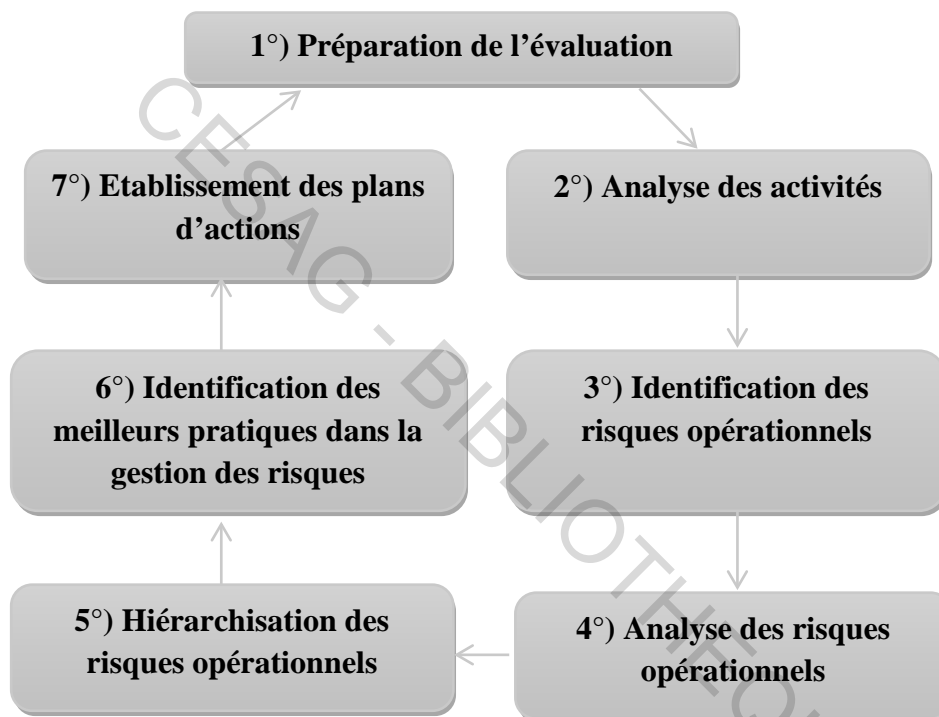 1°) Préparation de l’évaluation
7°) Etablissement des plans
d’actions
2°) Analyse des activités
6°) Identification des
meilleurs pratiques dans la
gestion des risques
3°) Identification des
risques opérationnels
5°) Hiérarchisation des
risques opérationnels
4°) Analyse des risques
opérationnels
CESAG - BIBLIOTHEQU